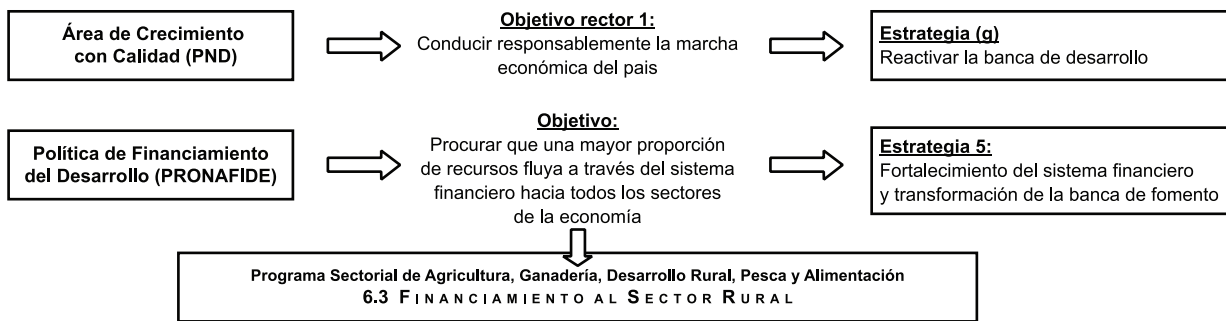 Área de Crecimiento
con Calidad (PND)
Objetivo rector 1:
Conducir responsablemente la marcha
económica del pais
Estrategia (g)
Reactivar la banca de desarrollo
Política de Financiamiento
del Desarrollo (PRONAFIDE)
Objetivo:
Procurar que una mayor proporción
de recursos fluya a través del sistema
financiero hacia todos los sectores
de la economía
Estrategia 5:
Fortalecimiento del sistema financiero
y transformación de la banca de fomento
Programa Sectorial de Agricultura, Ganadería, Desarrollo Rural, Pesca y Alimentación
6.3 FINANCIAMIENTO AL SECTOR RURAL